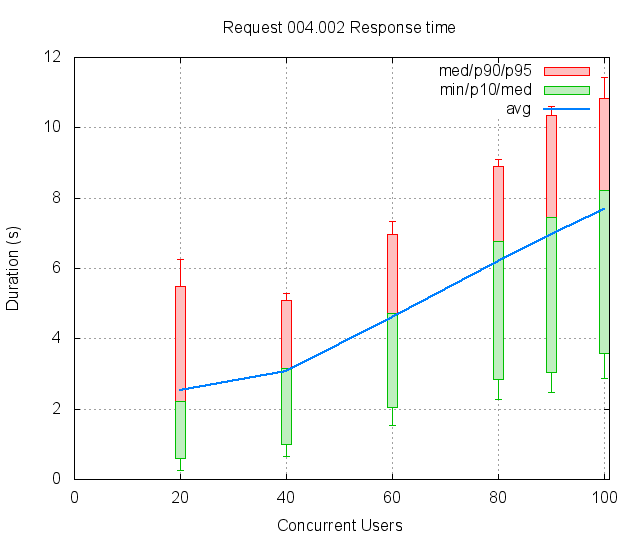 Request 004.002 Response time
med/p90/p95
min/p10/med
avg
12
10
8
6
4
2
0
Duration (s)
0 20 40 60 80 100
Concurrent Users